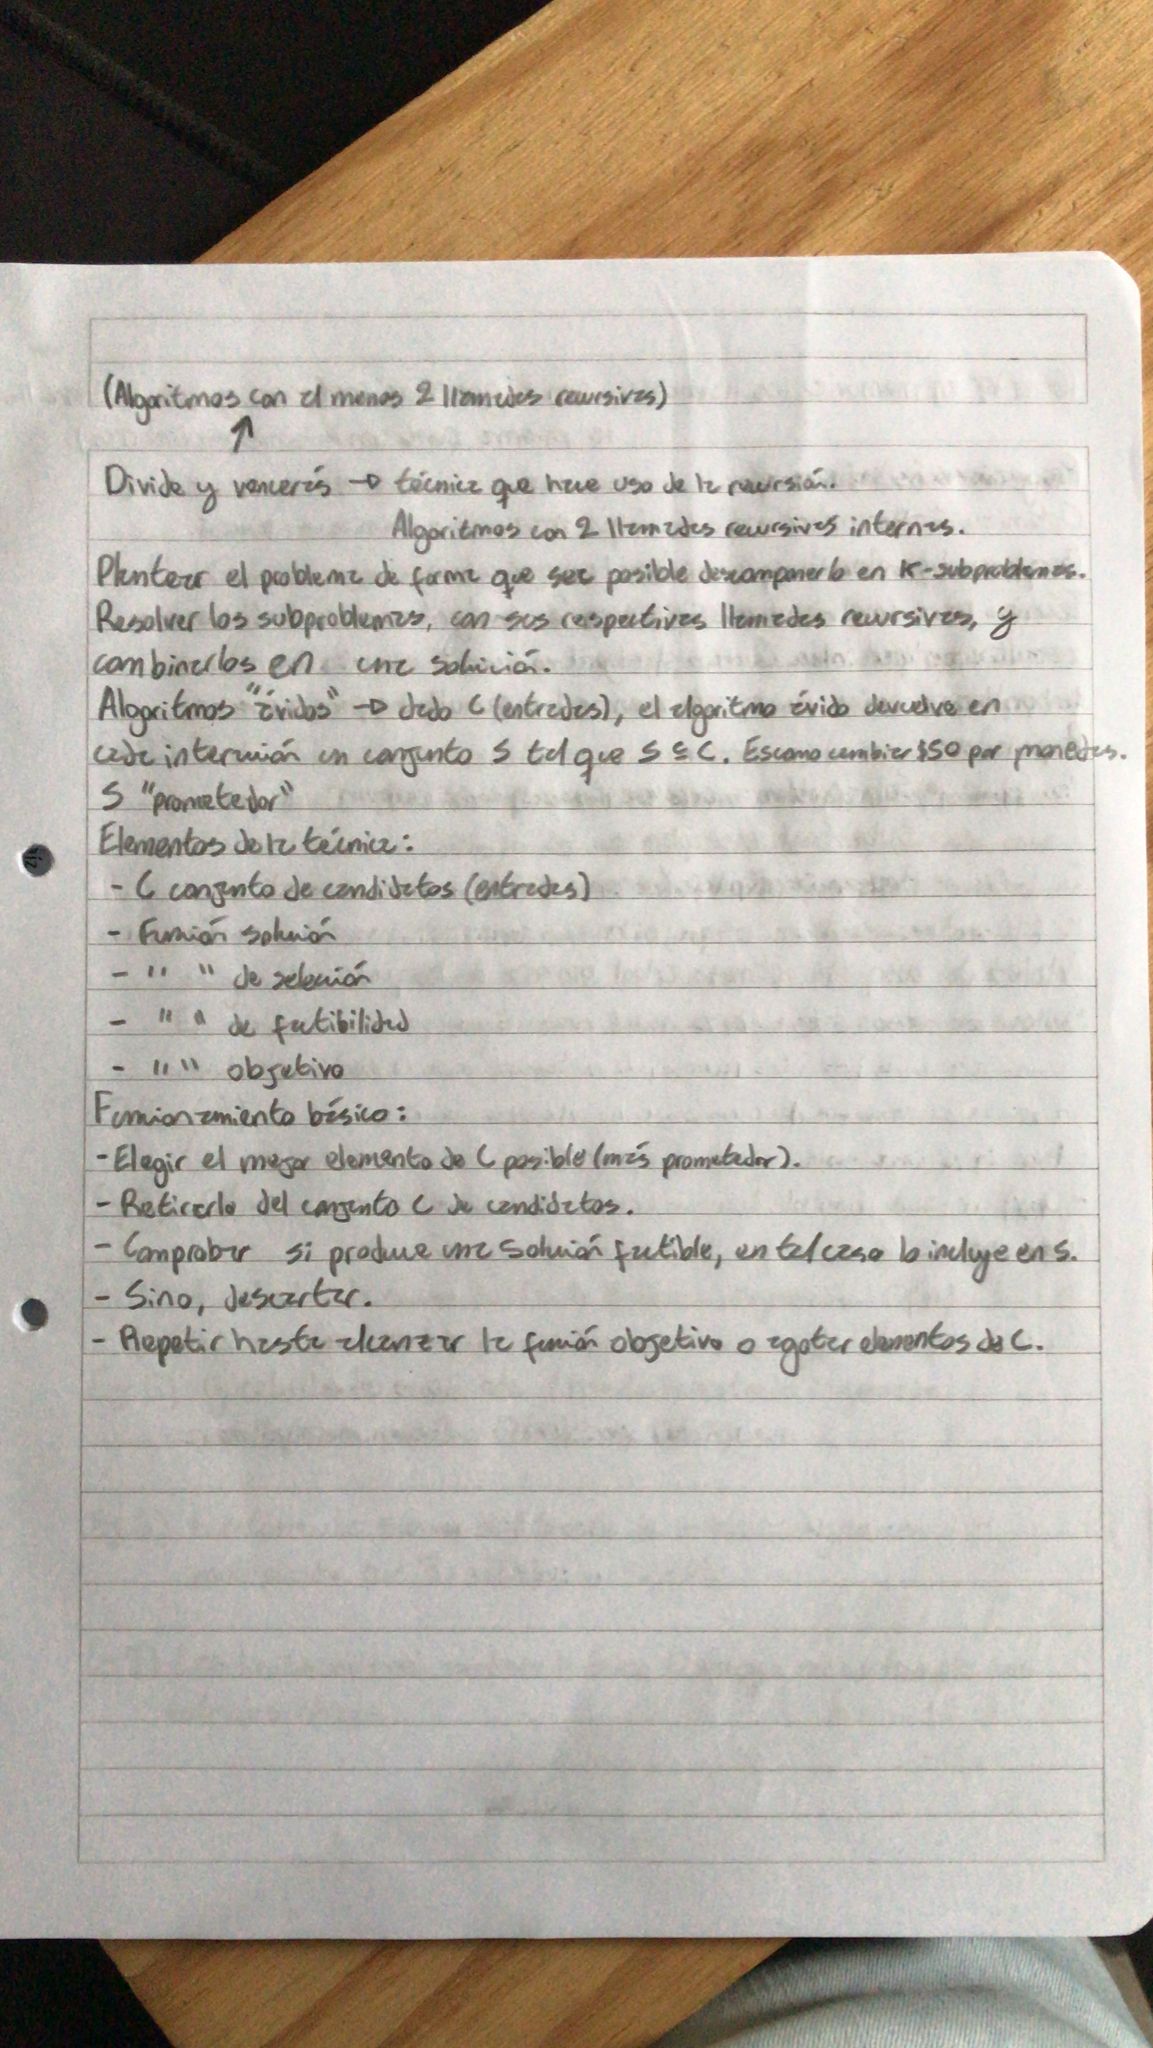 (Algoritmos con al menos 2 llamadas recursivas)
↑
Divide y vencerás → técnica que hace uso de la recursión.
Algoritmos con 2 llamadas recursivas internas.
Plantear el problema de forma que sea posible descomponerlo en K-subproblemas.
Resolver los subproblemas, con sus respectivas llamadas recursivas, y
combinarlos en una solución.
Algoritmos "ávidos" → dado C (entradas), el algoritmo ávido devuelve en
cada un conjunto S tal que S ⊆ C. Es como cambiar $50 por monedas.
S "prometedor"
Elementos de la técnica:
- C conjunto de candidatos (entradas)
- Función solución
- " " de selección
- " " de factibilidad
- " " objetivo
Funcionamiento básico:
- Elegir el mejor elemento de C posible (más prometedor).
- Retirarlo del conjunto C de candidatos.
- Comprobar si produce una solución factible, en tal caso lo incluye en S.
- Sino, descartar.
- Repetir hasta alcanzar la función objetivo o agotar elementos de C.